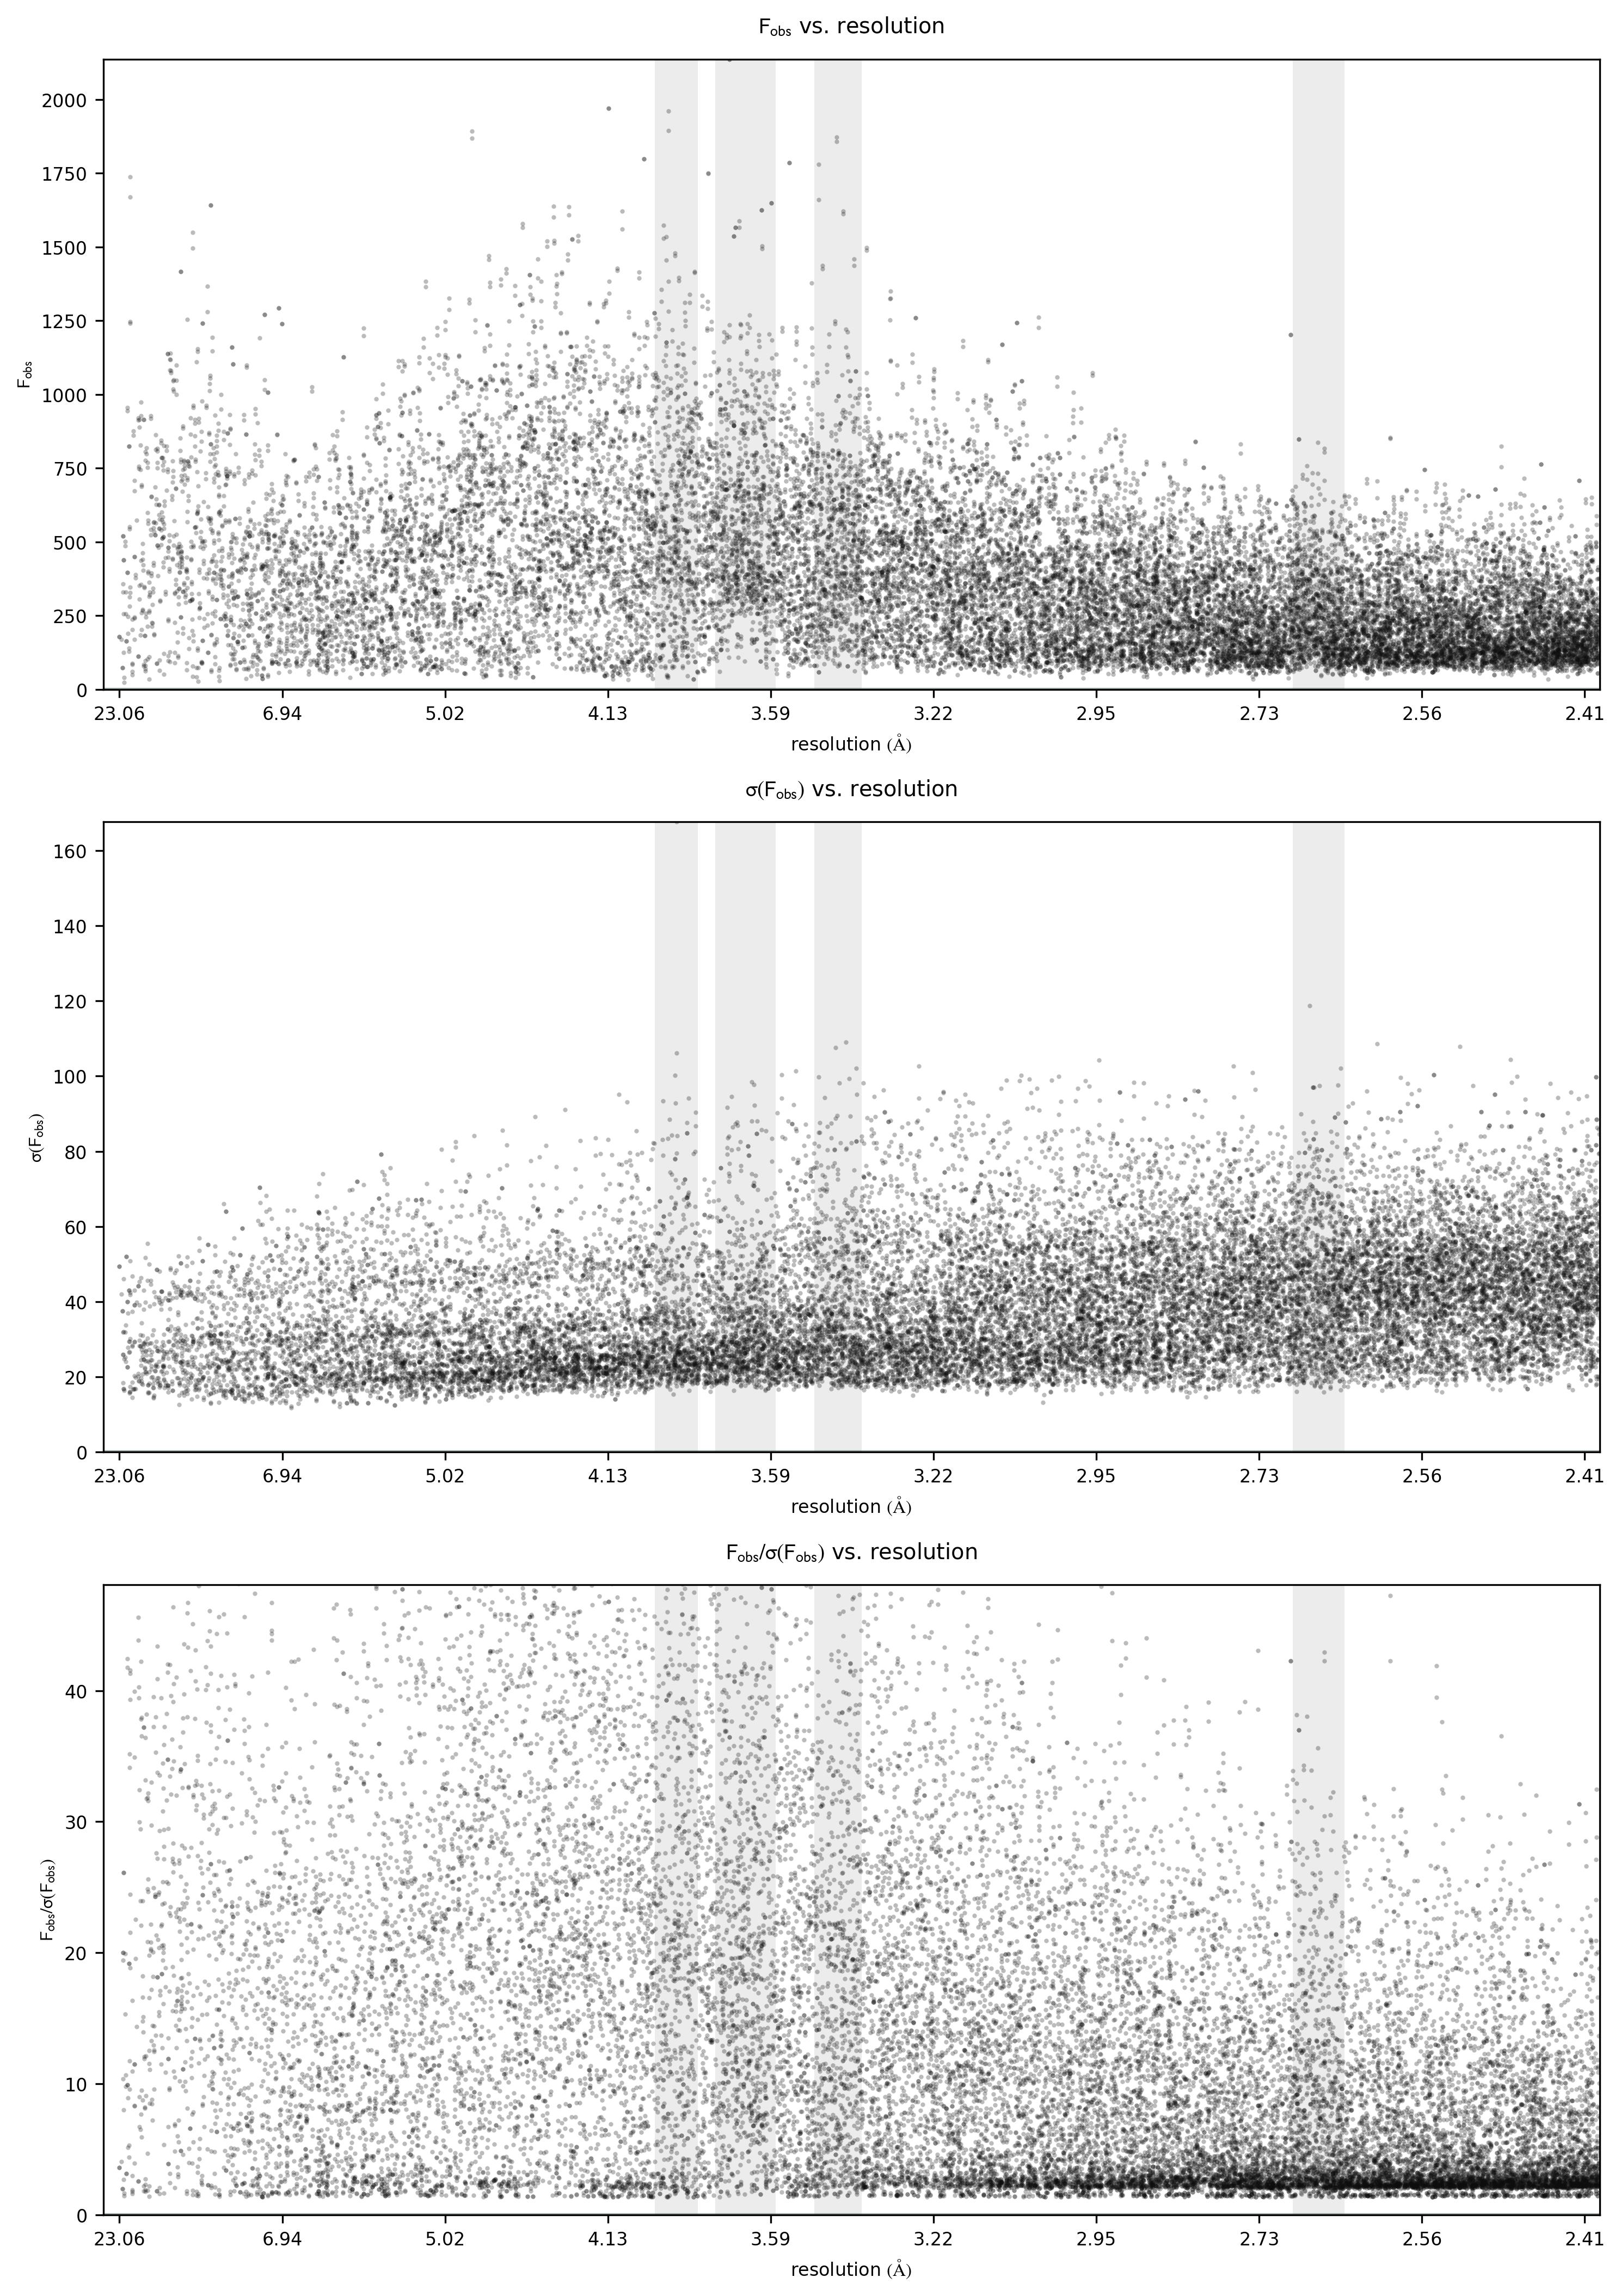 Fobs vs. resolution
2000
1750
1500
1250
1000
750
500
250
0
Fobs
23.06 6.94 5.02 4.13 3.59 3.22 2.95 2.73 2.56 2.41
resolution (Å)
σ(Fobs) vs. resolution
160
140
120
100
80
60
40
20
0
σ(Fobs)
23.06 6.94 5.02 4.13 3.59 3.22 2.95 2.73 2.56 2.41
resolution (Å)
Fobs/σ(Fobs) vs. resolution
40
30
20
10
0
Fobs/σ(Fobs)
23.06 6.94 5.02 4.13 3.59 3.22 2.95 2.73 2.56 2.41
resolution (Å)